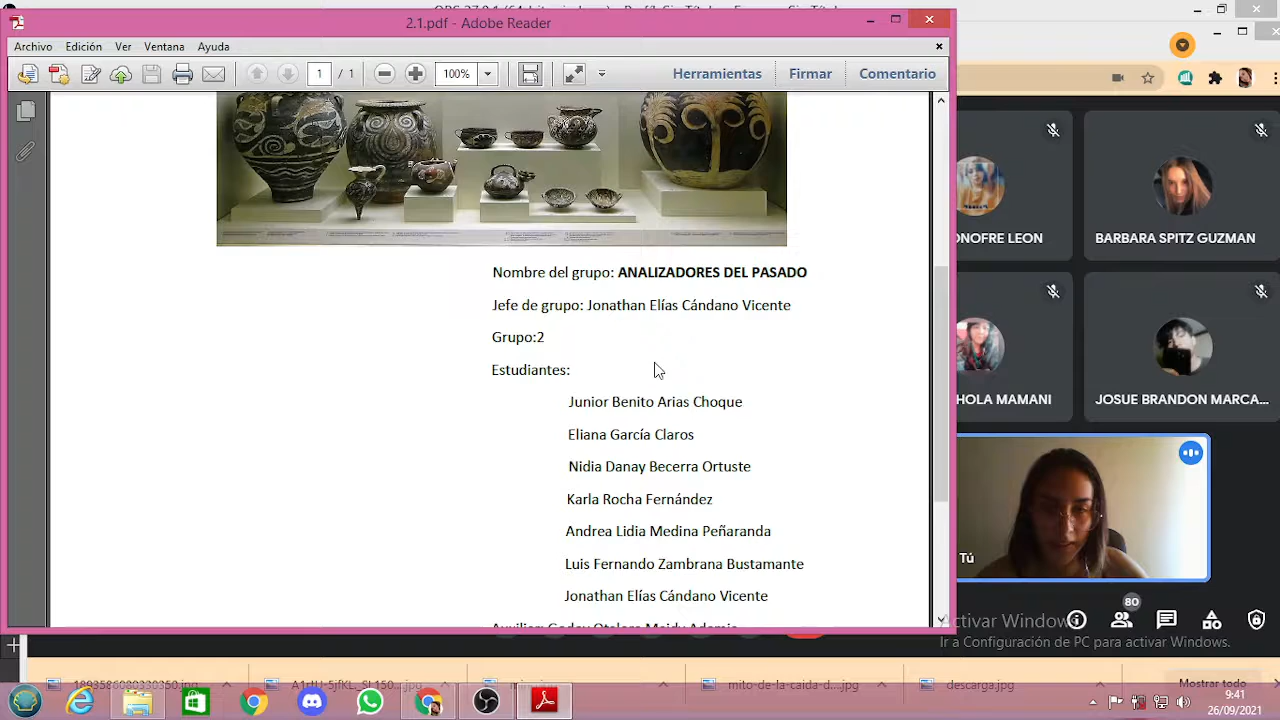 2.1.pdf - Adobe Reader
Archivo Edición Ver Ventana Ayuda
1 / 1 100% Herramientas Firmar Comentario
Nombre del grupo: ANALIZADORES DEL PASADO
Jefe de grupo: Jonathan Elías Cándano Vicente
Grupo:2
Estudiantes:
Junior Benito Arias Choque
Eliana García Claros
Nidia Danay Becerra Ortuste
Karla Rocha Fernández
Andrea Lidia Medina Peñaranda
Luis Fernando Zambrana Bustamante
Jonathan Elías Cándano Vicente
ONOFRE LEON
BARBARA SPITZ GUZMAN
HOLA MAMANI
JOSUE BRANDON MARCA...
Tú
80
Activar Windows
Ir a Configuración de PC para activar Windows.
mito-de-la-caida-d....jpg
descarga.jpg
Mostrar todo
9:41
26/09/2021